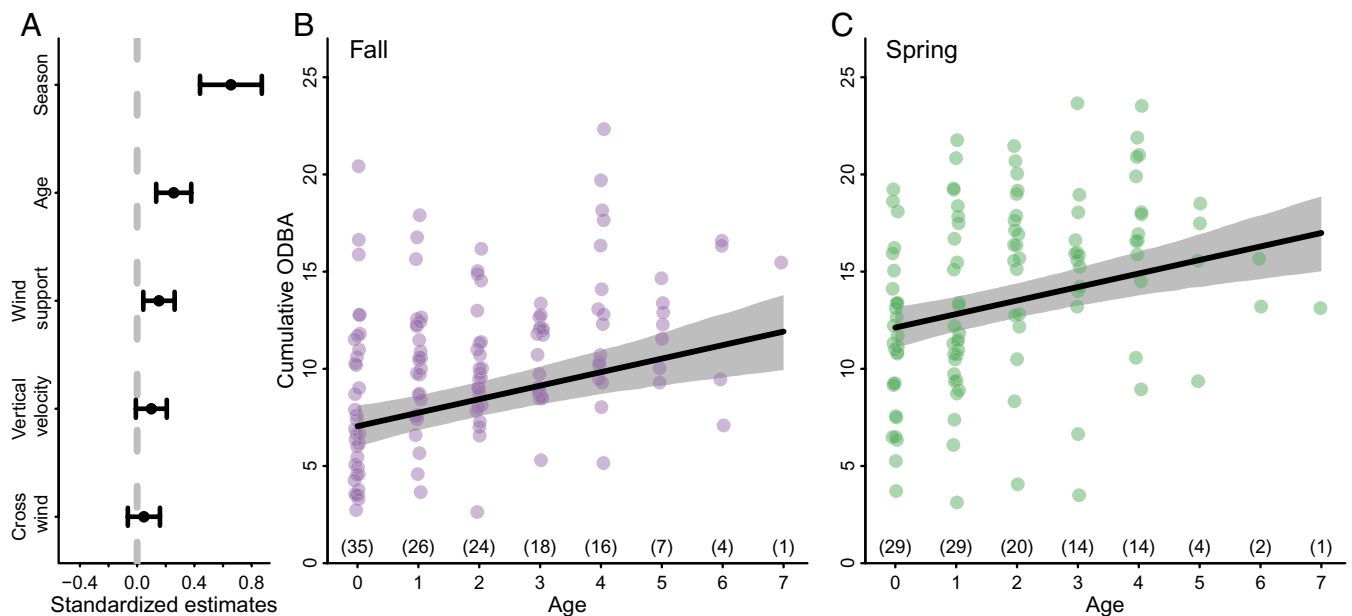 A
Season
Age
Wind
support
Vertical
velocity
Cross
wind
−0.4 0.0 0.4 0.8
Standardized estimates
B
Fall
Cumulative ODBA
25
20
15
10
5
0
(35) (26) (24) (18) (16) (7) (4) (1)
0 1 2 3 4 5 6 7
Age
C
Spring
25
20
15
10
5
0
(29) (29) (20) (14) (14) (4) (2) (1)
0 1 2 3 4 5 6 7
Age